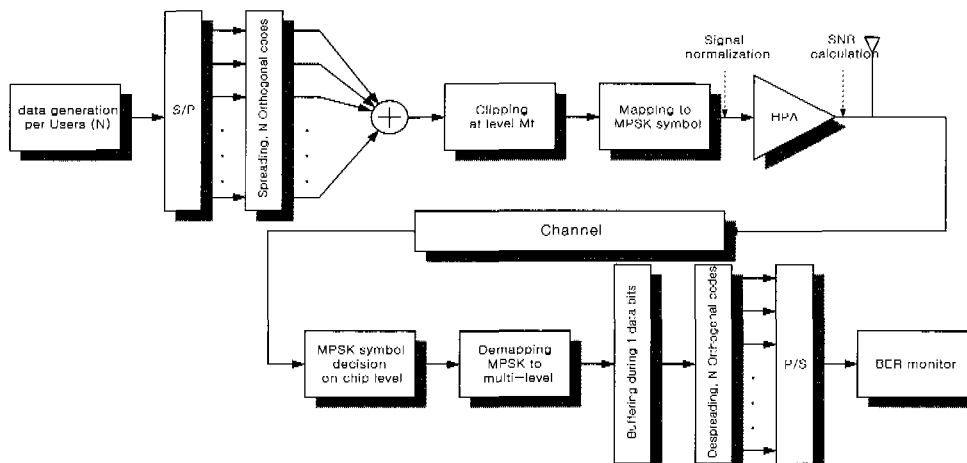 data generation
per Users (N)
S/P
Spreading, N Orthogonal codes
Clipping
at level Mt
Mapping to
MPSK symbol
Signal
normalization
HPA
SNR
calculation
Channel
MPSK symbol
decision
on chip level
Demapping
MPSK to
multi-level
Buffering during 1 data bits
Despreading, N Orthogonal codes
P/S
BER monitor